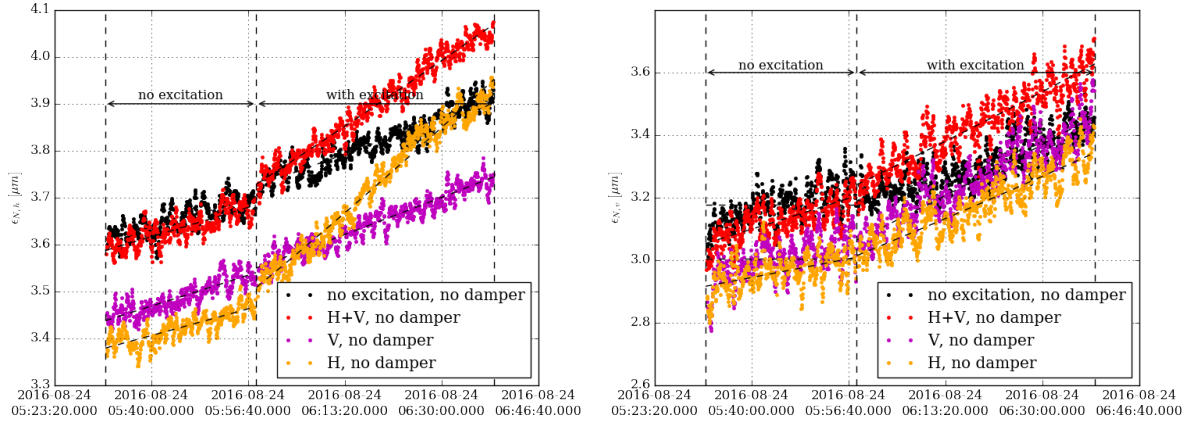 4.1
4.0
3.9
3.8
3.7
3.6
3.5
3.4
3.3
ϵN, h [μm]
no excitation
with excitation
no excitation, no damper
H+V, no damper
V, no damper
H, no damper
2016-08-24 2016-08-24 2016-08-24 2016-08-24 2016-08-24 2016-08-24
05:23:20.000 05:40:00.000 05:56:40.000 06:13:20.000 06:30:00.000 06:46:40.000
3.6
3.4
3.2
3.0
2.8
2.6
ϵN, v [μm]
no excitation
with excitation
no excitation, no damper
H+V, no damper
V, no damper
H, no damper
2016-08-24 2016-08-24 2016-08-24 2016-08-24 2016-08-24 2016-08-24
05:23:20.000 05:40:00.000 05:56:40.000 06:13:20.000 06:30:00.000 06:46:40.000